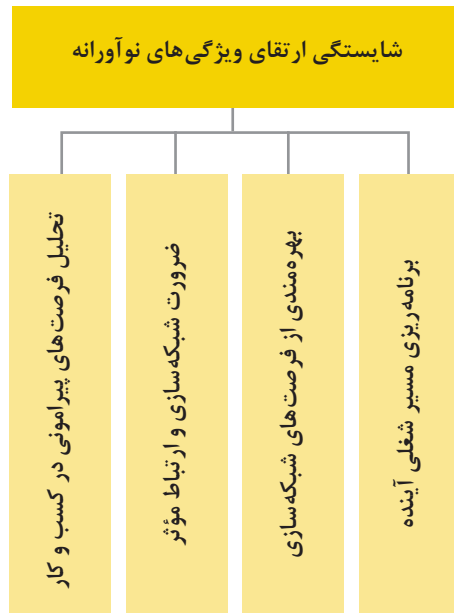 شایستگی ارتقای ویژگی‌های نوآورانه
برنامه‌ریزی مسیر شغلی آینده
بهره‌مندی از فرصت‌های شبکه‌سازی
ضرورت شبکه‌سازی و ارتباط مؤثر
تحلیل فرصت‌های پیرامونی در کسب و کار